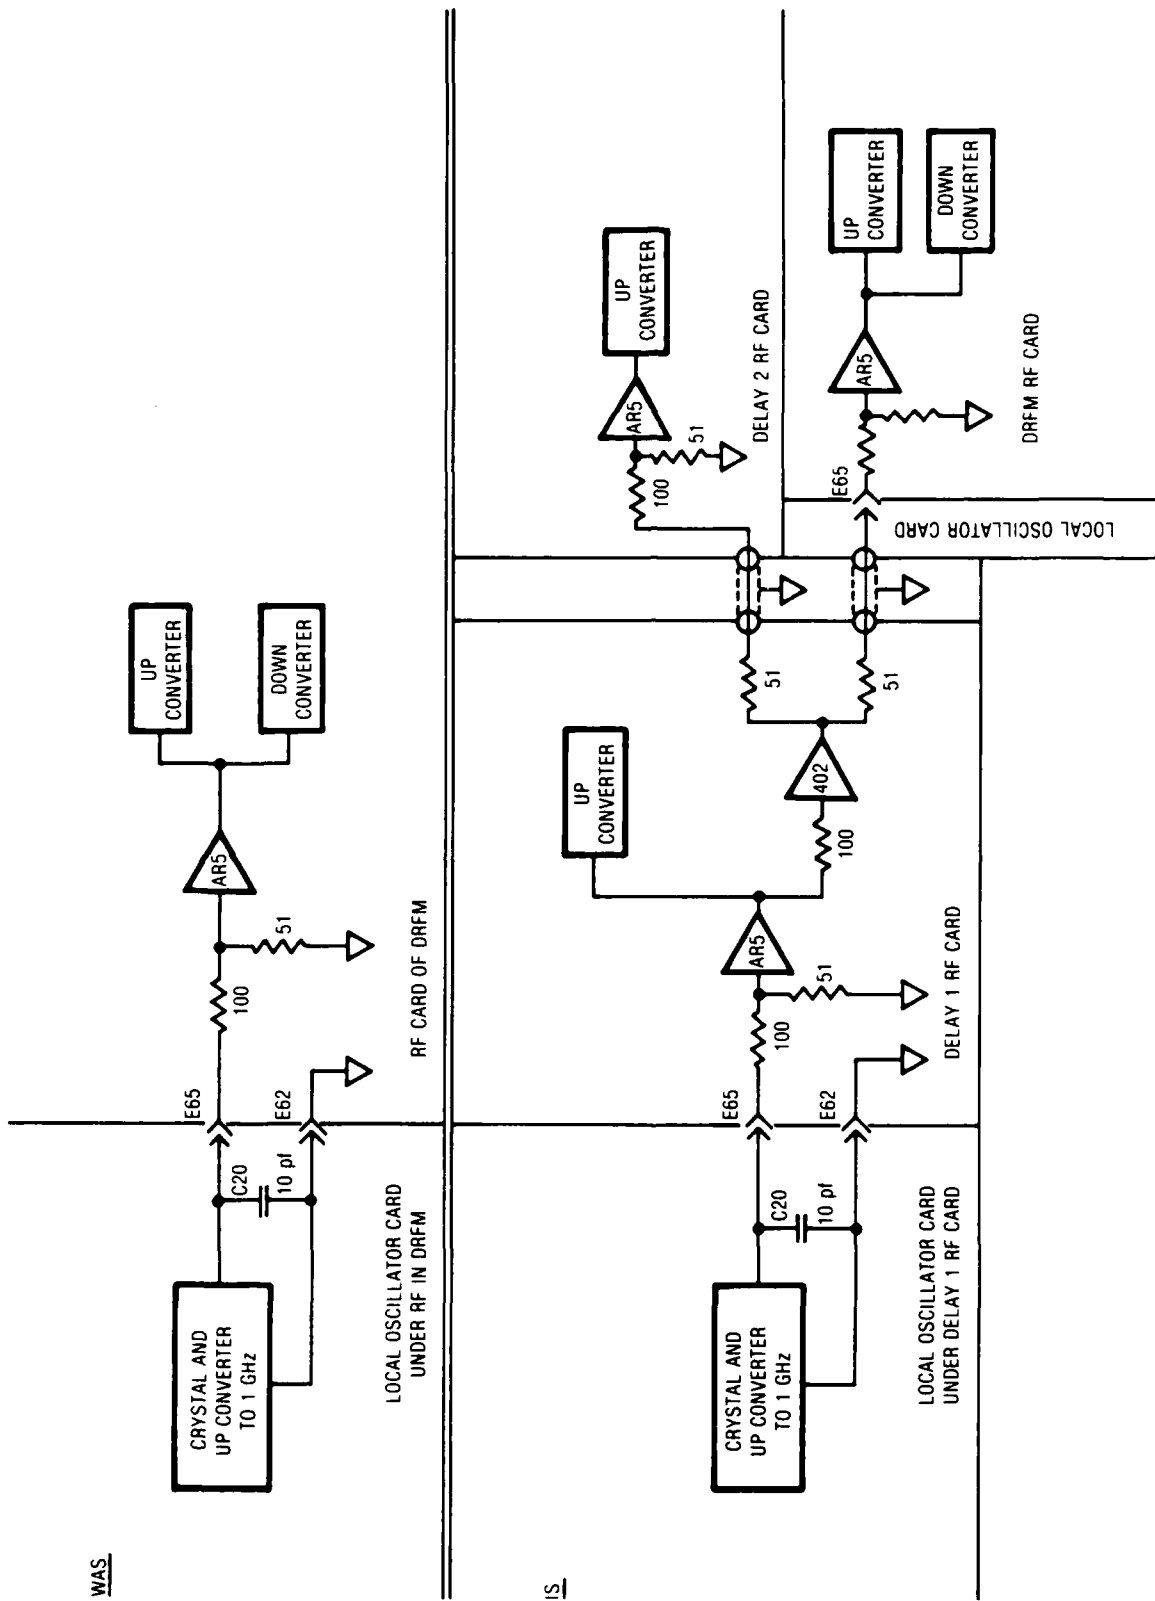 WAS
CRYSTAL AND
UP CONVERTER
TO 1 GHz
C20
10 pf
E65
E62
LOCAL OSCILLATOR CARD
UNDER RF IN DRFM
100
51
AR5
UP
CONVERTER
DOWN
CONVERTER
RF CARD OF DRFM
IS
CRYSTAL AND
UP CONVERTER
TO 1 GHz
C20
10 pf
E65
E62
LOCAL OSCILLATOR CARD
UNDER DELAY 1 RF CARD
100
51
AR5
UP
CONVERTER
100
402
51
51
DELAY 1 RF CARD
100
51
AR5
UP
CONVERTER
DELAY 2 RF CARD
LOCAL OSCILLATOR CARD
E65
AR5
UP
CONVERTER
DOWN
CONVERTER
DRFM RF CARD